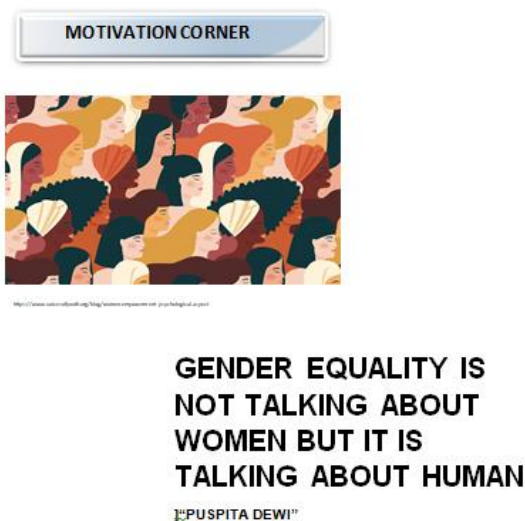 MOTIVATION CORNER
GENDER EQUALITY IS
NOT TALKING ABOUT
WOMEN BUT IT IS
TALKING ABOUT HUMAN
"PUSPITA DEWI"